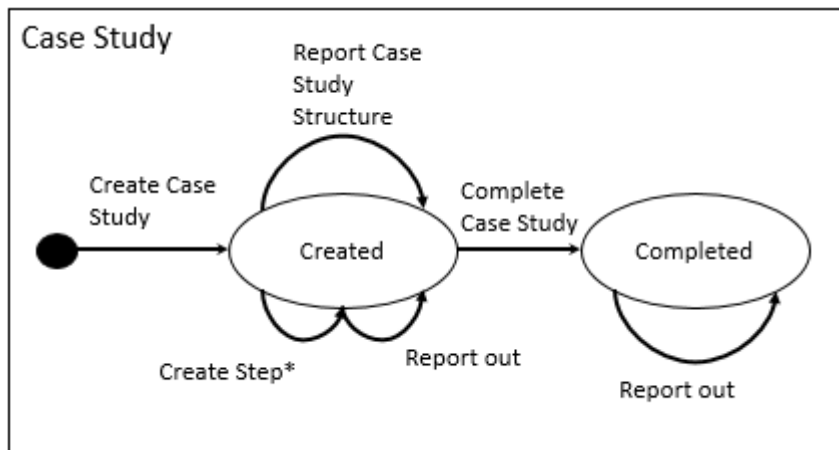 Case Study
Report Case
Study
Structure
Create Case
Study
Complete
Case Study
Created
Completed
Create Step*
Report out
Report out